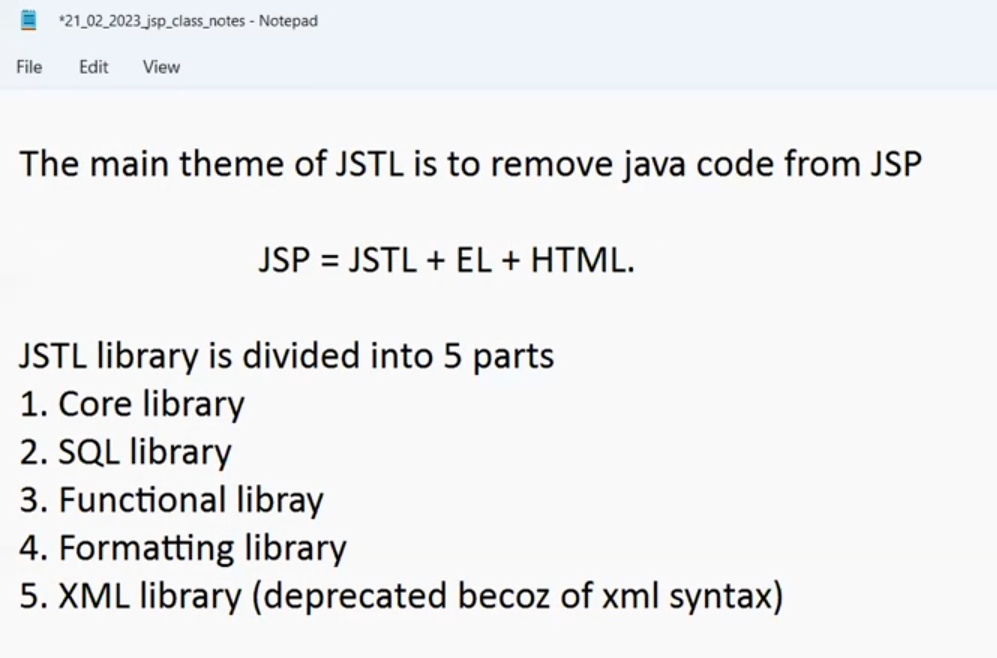 *21_02_2023_jsp_class_notes - Notepad
File Edit View
The main theme of JSTL is to remove java code from JSP
JSP = JSTL + EL + HTML.
JSTL library is divided into 5 parts
1. Core library
2. SQL library
3. Functional libray
4. Formatting library
5. XML library (deprecated becoz of xml syntax)